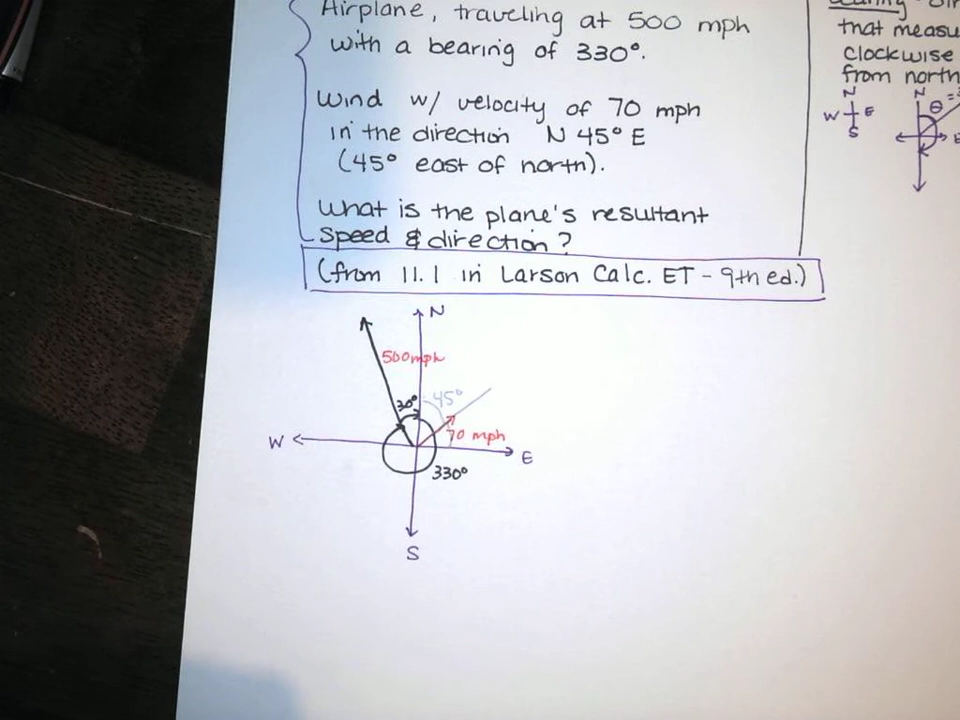 Airplane, traveling at 500 mph
with a bearing of 330°.
Wind w/ velocity of 70 mph
in the direction N 45° E
(45° east of north).
What is the plane's resultant
speed & direction?
(from 11.1 in Larson Calc. ET - 9th ed.)
that
clockwise
from north
N
W E
S
N
θ =
E
N
500mph
30° 45°
70 mph
W
E
330°
S